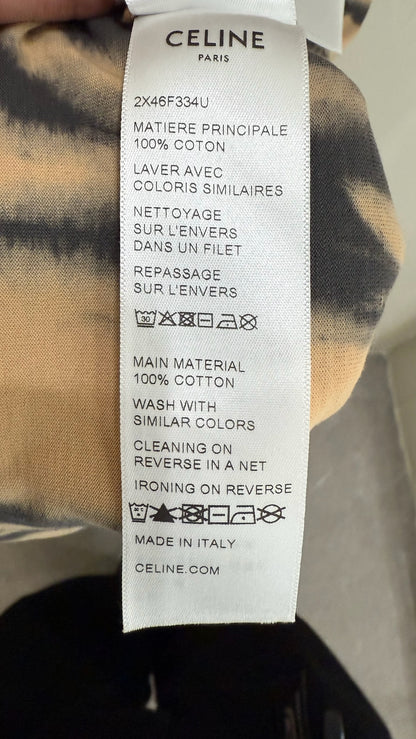 CELINE
PARIS
2X46F334U
MATIERE PRINCIPALE
100% COTON
LAVER AVEC
COLORIS SIMILAIRES
NETTOYAGE
SUR L'ENVERS
DANS UN FILET
REPASSAGE
SUR L'ENVERS
30
MAIN MATERIAL
100% COTTON
WASH WITH
SIMILAR COLORS
CLEANING ON
REVERSE IN A NET
IRONING ON REVERSE
MADE IN ITALY
CELINE.COM